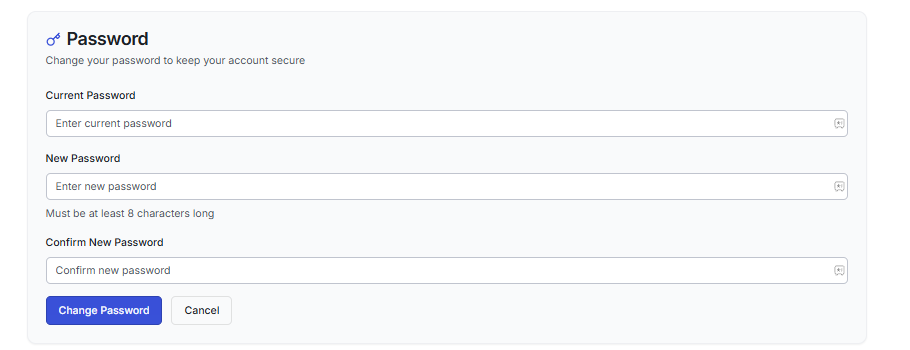 Password
Change your password to keep your account secure
Current Password
Enter current password
New Password
Enter new password
Must be at least 8 characters long
Confirm New Password
Confirm new password
Change Password Cancel